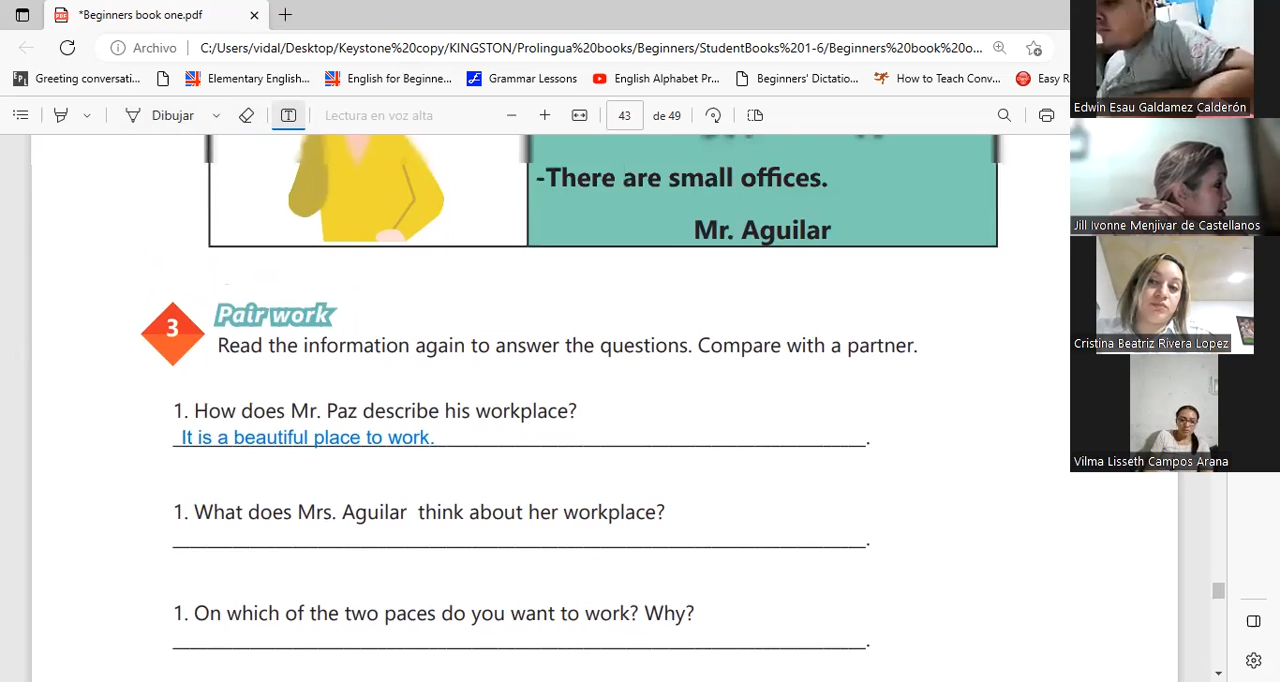 *Beginners book one.pdf
Archivo
C:/Users/vidal/Desktop/Keystone%20copy/KINGSTON/Prolingua%20books/Beginners/StudentBooks%201-6/Beginners%20book%20o...
Greeting conversati...
Elementary English...
English for Beginne...
Grammar Lessons
English Alphabet Pr...
Beginners' Dictatio...
How to Teach Conv...
Easy R
Dibujar
Lectura en voz alta
43
de 49
-There are small offices.
Mr. Aguilar
3
Pair work
Read the information again to answer the questions. Compare with a partner.
1. How does Mr. Paz describe his workplace?
It is a beautiful place to work.
1. What does Mrs. Aguilar think about her workplace?
1. On which of the two paces do you want to work? Why?
Edwin Esau Galdamez Calderón
Jill Ivonne Menjivar de Castellanos
Cristina Beatriz Rivera Lopez
Vilma Lisseth Campos Arana